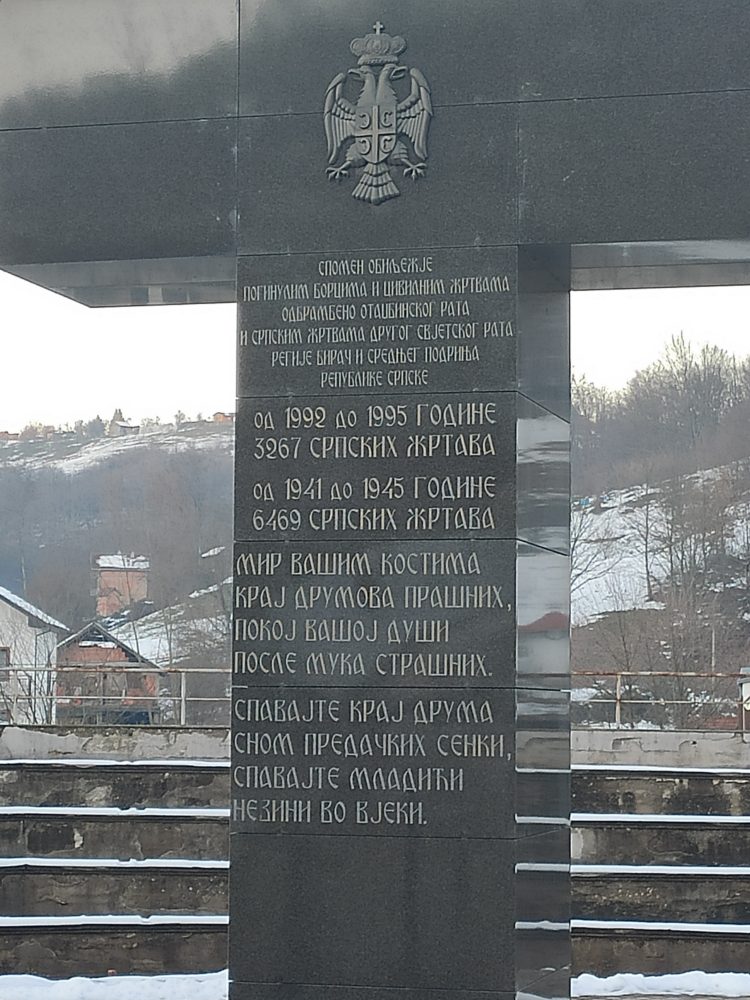 СПОМЕН ОБИЉЕЖЈЕ
ПОГИНУЛИМ БОРЦИМА И ЦИВИЛНИМ ЖРТВАМА
ОДБРАМБЕНО ОТАЏБИНСКОГ РАТА
И СРПСКИМ ЖРТВАМА ДРУГОГ СВЈЕТСКОГ РАТА
РЕГИЈЕ БИРАЧ И СРЕДЊЕГ ПОДРИЊА
РЕПУБЛИКЕ СРПСКЕ
ОД 1992 ДО 1995 ГОДИНЕ
3267 СРПСКИХ ЖРТАВА
ОД 1941 ДО 1945 ГОДИНЕ
6469 СРПСКИХ ЖРТАВА
МИР ВАШИМ КОСТИМА
КРАЈ ДРУМОВА ПРАШНИХ,
ПОКОЈ ВАШОЈ ДУШИ
ПОСЛЕ МУКА СТРАШНИХ.
СПАВАЈТЕ КРАЈ ДРУМА
СНОМ ПРЕДАЧКИХ СЕНКИ,
СПАВАЈТЕ МЛАДИЋИ
НЕЗИНИ ВО ВЈЕКИ.